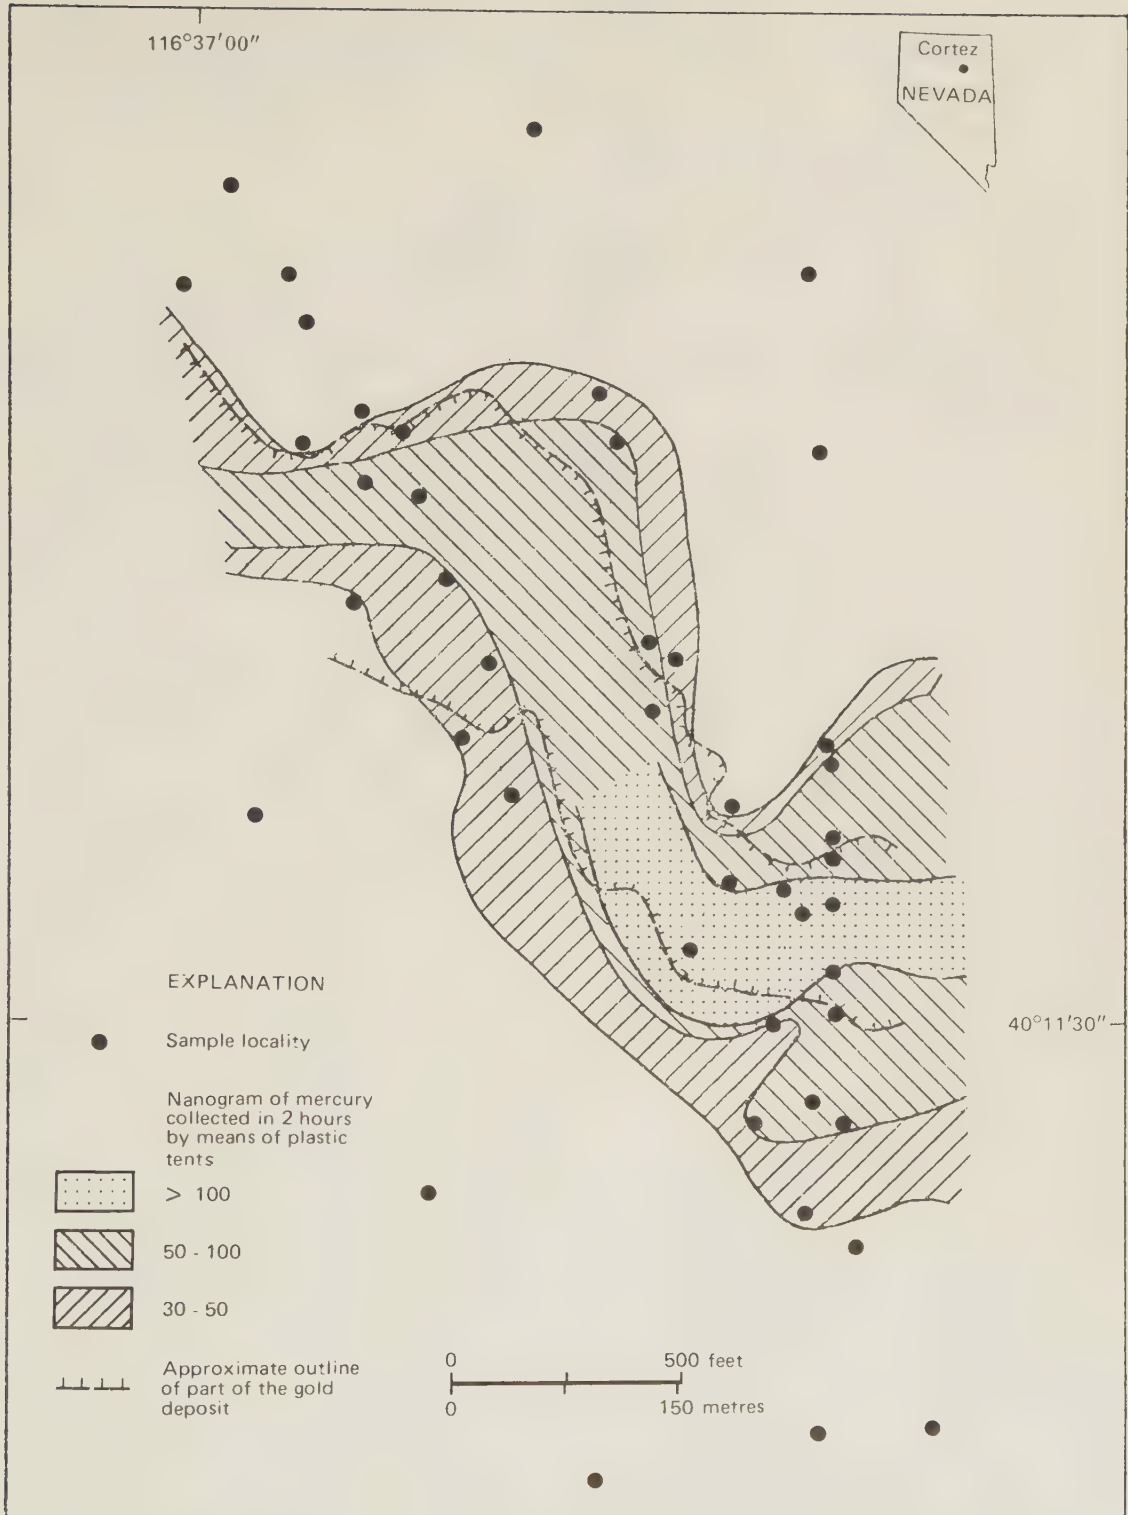 116°37'00"
Cortez
NEVADA
EXPLANATION
Sample locality
40°11'30"
Nanogram of mercury
collected in 2 hours
by means of plastic
tents
> 100
50 - 100
30 - 50
Approximate outline
of part of the gold
deposit
0 500 feet
0 150 metres